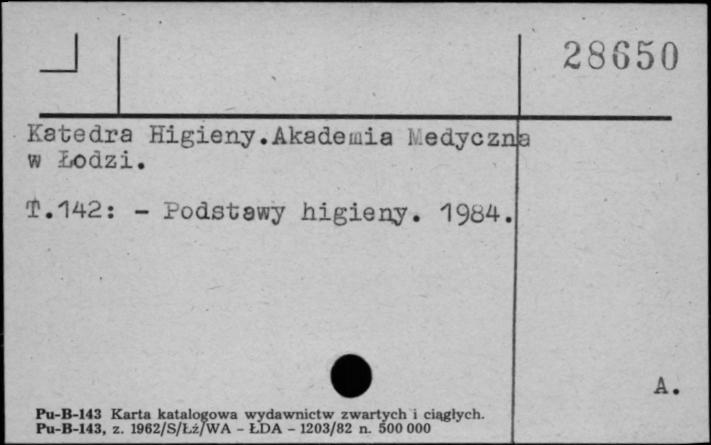 28650
Katedra Higieny.Akademia Medyczna
w Łodzi.
T.142: - Podstawy higieny. 1984.
A.
Pu-B-143 Karta katalogowa wydawnictw zwartych i ciągłych.
Pu-B-143, z. 1962/S/Łź/WA - ŁDA - 1203/82 n. 500 000